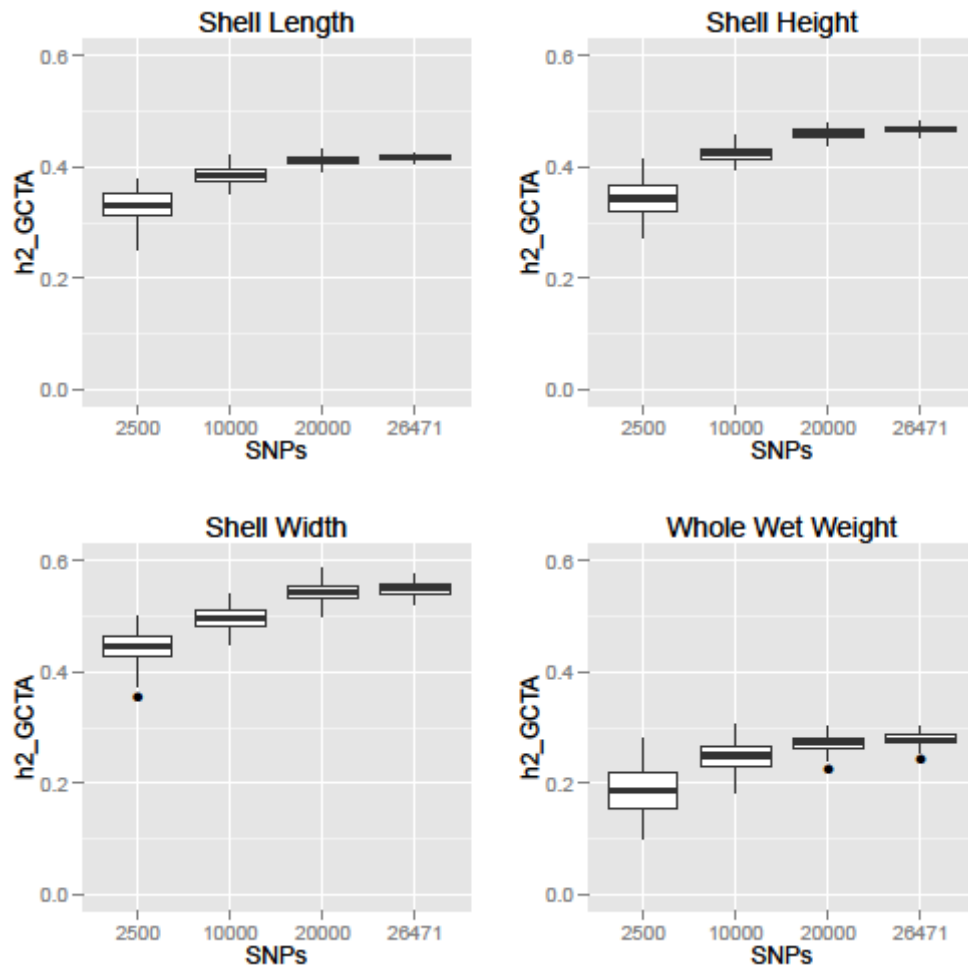 Shell Length
0.6
0.4
0.2
0.0
h2_GCTA
2500 10000 20000 26471
SNPs
Shell Height
0.6
0.4
0.2
0.0
h2_GCTA
2500 10000 20000 26471
SNPs
Shell Width
0.6
0.4
0.2
0.0
h2_GCTA
2500 10000 20000 26471
SNPs
Whole Wet Weight
0.6
0.4
0.2
0.0
h2_GCTA
2500 10000 20000 26471
SNPs